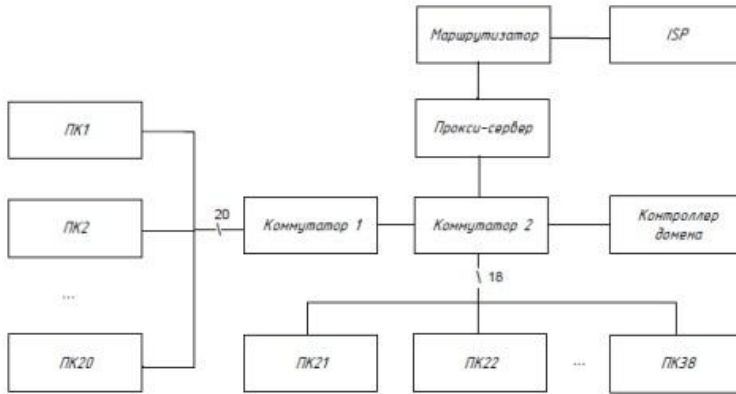 Маршрутизатор
ISP
ПК1
Прокси-сервер
ПК2
20
Коммутатор 1
Коммутатор 2
Контроллер
домена
...
18
ПК20
ПК21
ПК22
...
ПК38